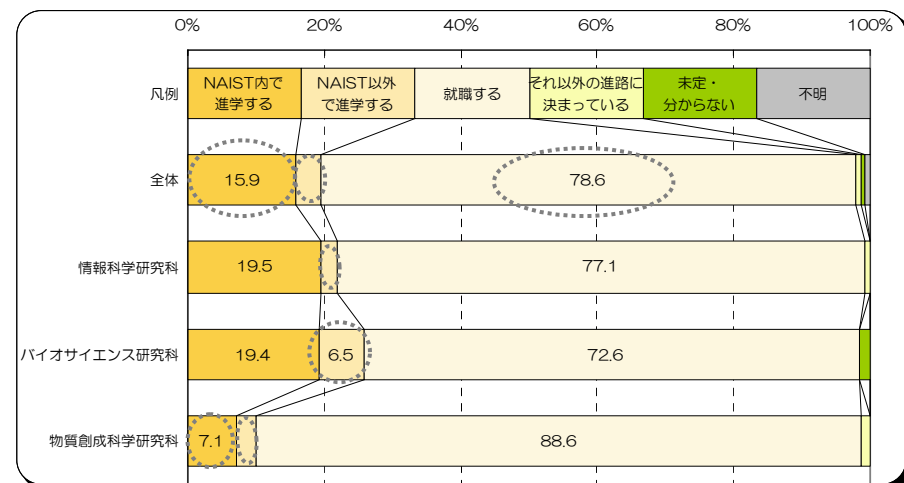 0% 20% 40% 60% 80% 100%
凡例
NAIST内で
進学する
NAIST以外
で進学する
就職する
それ以外の進路に
決まっている
未定・
分からない
不明
全体 15.9 78.6
情報科学研究科 19.5 77.1
バイオサイエンス研究科 19.4 6.5 72.6
物質創成科学研究科 7.1 88.6